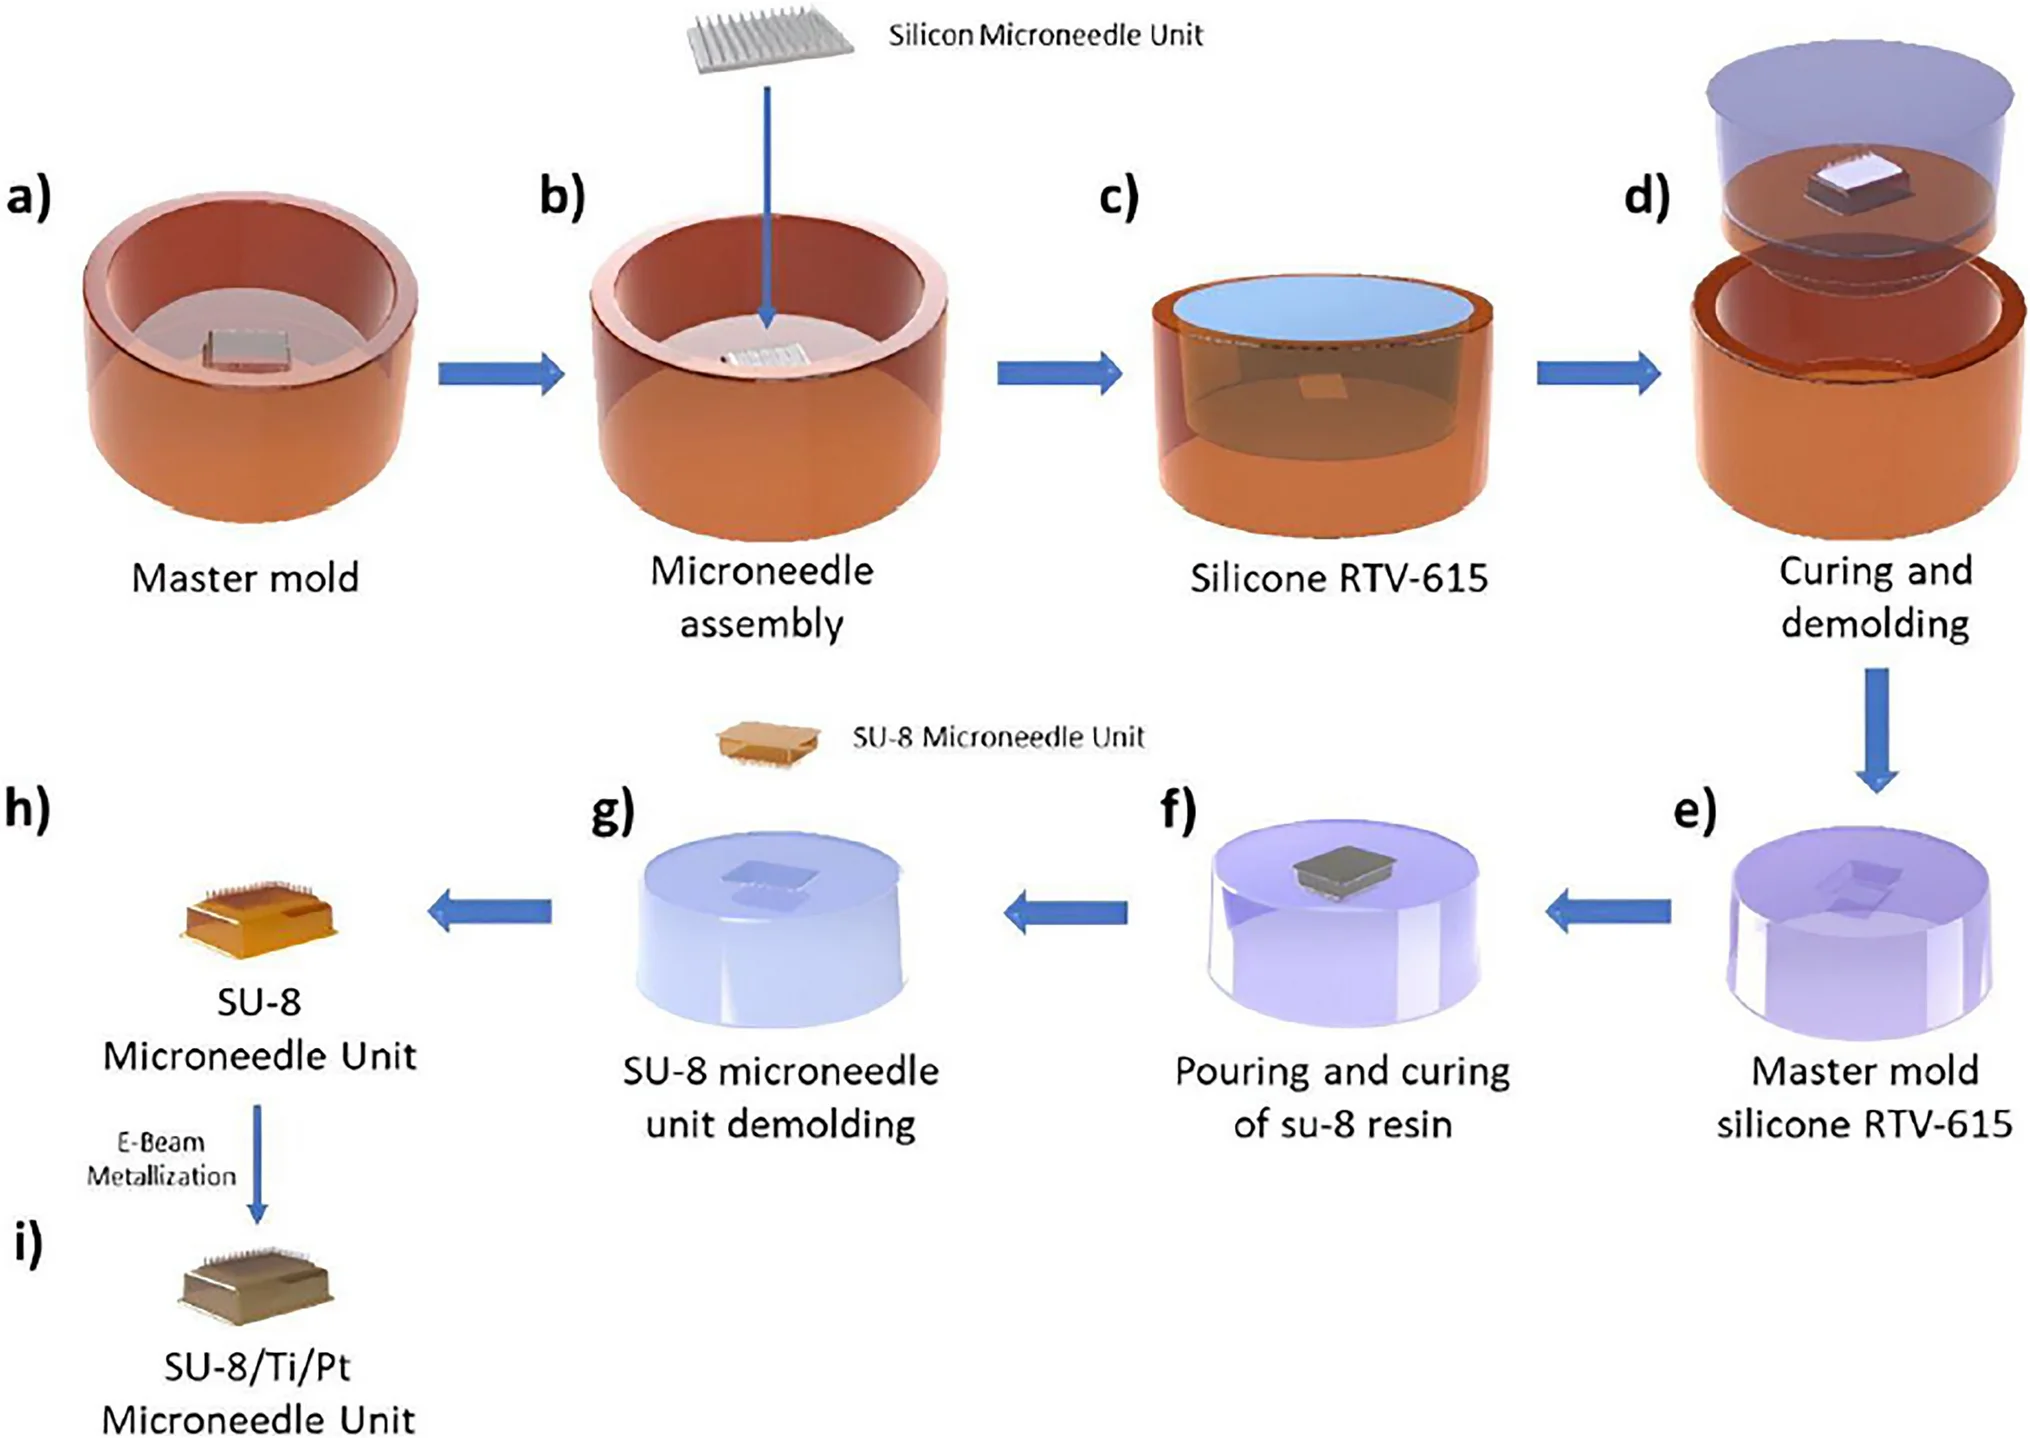 Silicon Microneedle Unit
a)
b)
c)
d)
Master mold
Microneedle
assembly
Silicone RTV-615
Curing and
demolding
SU-8 Microneedle Unit
h)
g)
f)
e)
SU-8
Microneedle Unit
SU-8 microneedle
unit demolding
Pouring and curing
of su-8 resin
Master mold
silicone RTV-615
E-Beam
Metallization
i)
SU-8/Ti/Pt
Microneedle Unit